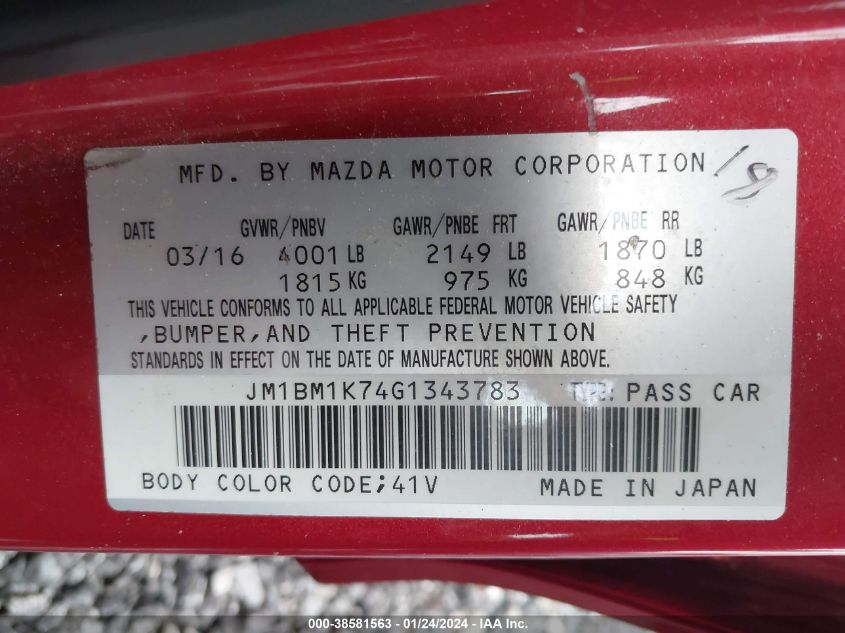 MFD. BY MAZDA MOTOR CORPORATION 18
DATE GVWR/PNBV GAWR/PNBE FRT GAWR/PNBE RR
03/16 4001 LB 2149 LB 1870 LB
1815 KG 975 KG 848 KG
THIS VEHICLE CONFORMS TO ALL APPLICABLE FEDERAL MOTOR VEHICLE SAFETY
,BUMPER,AND THEFT PREVENTION
STANDARDS IN EFFECT ON THE DATE OF MANUFACTURE SHOWN ABOVE.
JM1BM1K74G1343783 TYPE: PASS CAR
BODY COLOR CODE;41V MADE IN JAPAN
000-38581563 - 01/24/2024 - IAA Inc.